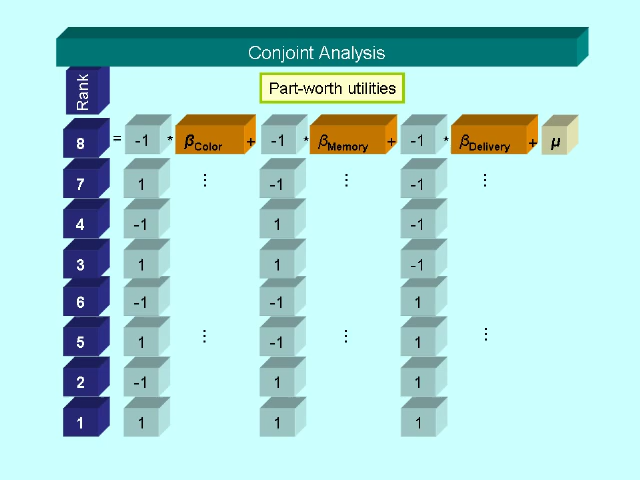 Conjoint Analysis
Rank
Part-worth utilities
8 = -1 * βColor + -1 * βMemory + -1 * βDelivery + μ
7 1 ⋮ -1 ⋮ -1 ⋮
4 -1 1 -1
3 1 1 -1
6 -1 -1 1
5 1 ⋮ -1 ⋮ 1 ⋮
2 -1 1 1
1 1 1 1